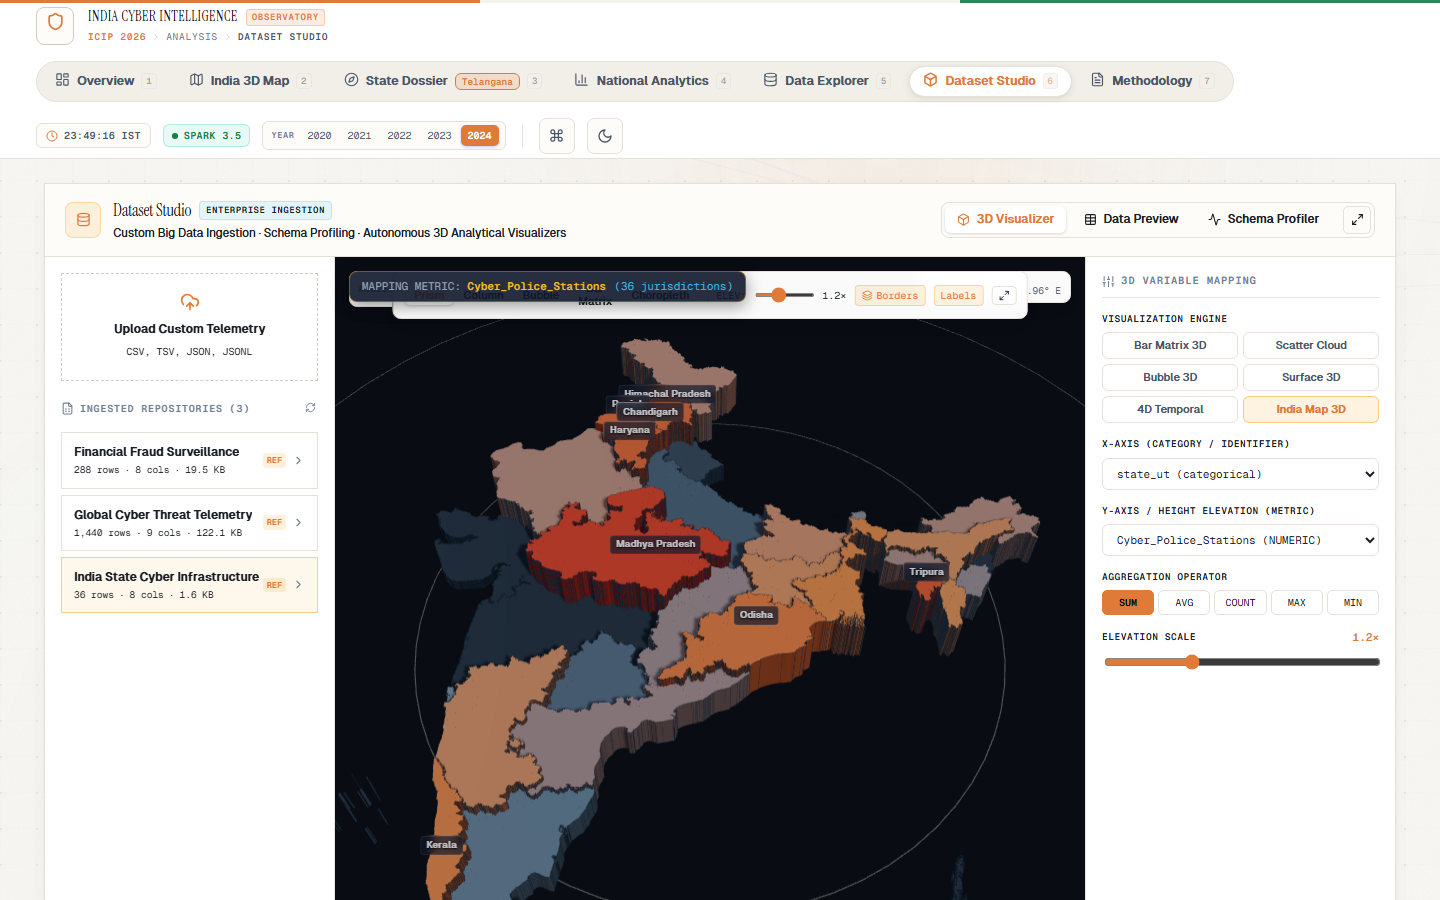 INDIA CYBER INTELLIGENCE OBSERVATORY
ICIP 2026 › ANALYSIS › DATASET STUDIO
Overview 1 India 3D Map 2 State Dossier Telangana 3 National Analytics 4 Data Explorer 5 Dataset Studio 6 Methodology 7
23:49:16 IST SPARK 3.5 YEAR 2020 2021 2022 2023 2024
Dataset Studio ENTERPRISE INGESTION
Custom Big Data Ingestion · Schema Profiling · Autonomous 3D Analytical Visualizers
3D Visualizer Data Preview Schema Profiler
Upload Custom Telemetry
CSV, TSV, JSON, JSONL
INGESTED REPOSITORIES (3)
Financial Fraud Surveillance REF
288 rows · 8 cols · 19.5 KB
Global Cyber Threat Telemetry REF
1,440 rows · 9 cols · 122.1 KB
India State Cyber Infrastructure REF
36 rows · 8 cols · 1.6 KB
MAPPING METRIC: Cyber_Police_Stations (36 jurisdictions)
Prism Column Bubble Matrix Choropleth ELEV 1.2× Borders Labels .96° E
Himachal Pradesh
Chandigarh
Haryana
Madhya Pradesh
Tripura
Odisha
Kerala
3D VARIABLE MAPPING
VISUALIZATION ENGINE
Bar Matrix 3D Scatter Cloud
Bubble 3D Surface 3D
4D Temporal India Map 3D
X-AXIS (CATEGORY / IDENTIFIER)
state_ut (categorical)
Y-AXIS / HEIGHT ELEVATION (METRIC)
Cyber_Police_Stations (NUMERIC)
AGGREGATION OPERATOR
SUM AVG COUNT MAX MIN
ELEVATION SCALE 1.2×